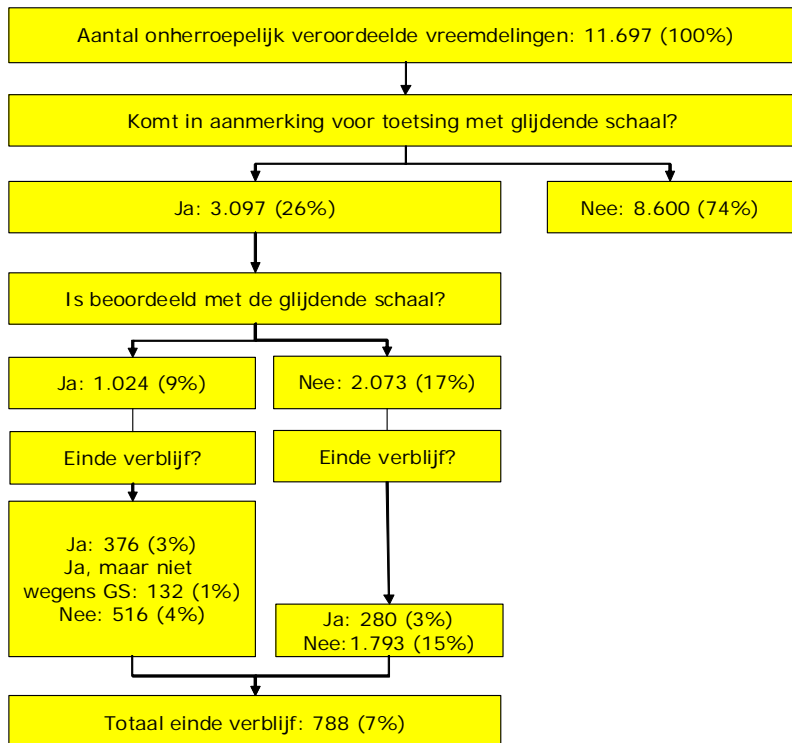 Aantal onherroepelijk veroordeelde vreemdelingen: 11.697 (100%)
Komt in aanmerking voor toetsing met glijdende schaal?
Ja: 3.097 (26%)
Nee: 8.600 (74%)
Is beoordeeld met de glijdende schaal?
Ja: 1.024 (9%)
Nee: 2.073 (17%)
Einde verblijf?
Einde verblijf?
Ja: 376 (3%)
Ja, maar niet
wegens GS: 132 (1%)
Nee: 516 (4%)
Ja: 280 (3%)
Nee: 1.793 (15%)
Totaal einde verblijf: 788 (7%)